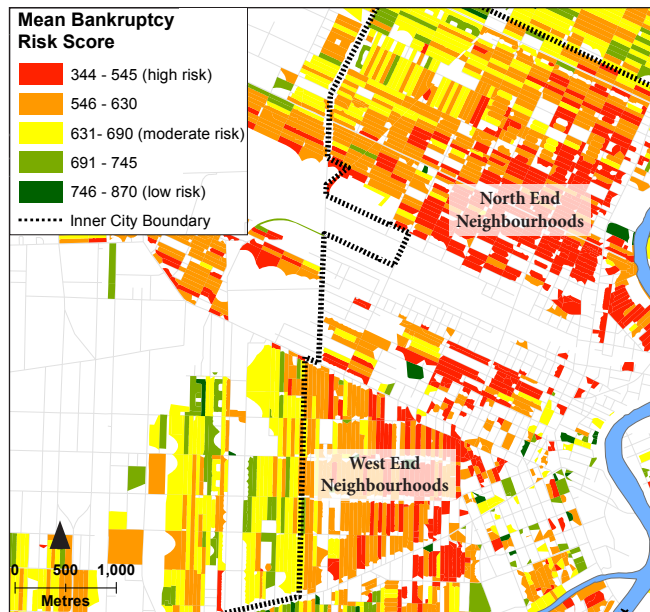 Mean Bankruptcy
Risk Score
344 - 545 (high risk)
546 - 630
631- 690 (moderate risk)
691 - 745
746 - 870 (low risk)
Inner City Boundary
North End
Neighbourhoods
West End
Neighbourhoods
0 500 1,000
Metres